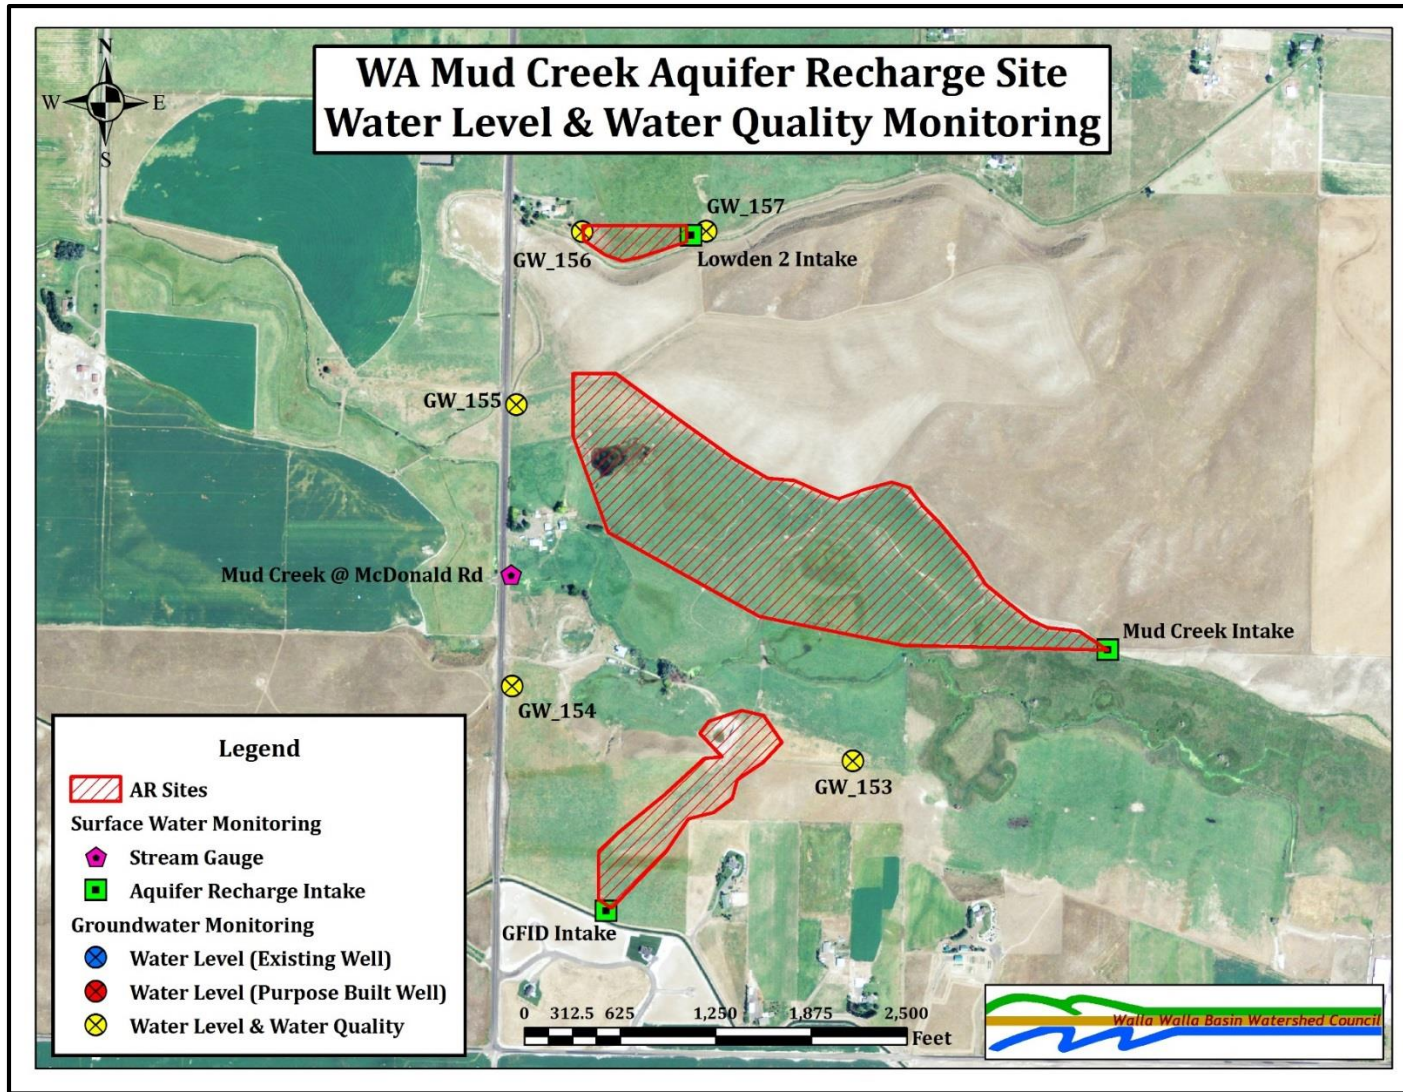 WA Mud Creek Aquifer Recharge Site
Water Level & Water Quality Monitoring
N
W
E
S
GW_157
GW_156
Lowden 2 Intake
GW_155
Mud Creek @ McDonald Rd
Mud Creek Intake
GW_154
GW_153
GFID Intake
Legend
AR Sites
Surface Water Monitoring
Stream Gauge
Aquifer Recharge Intake
Groundwater Monitoring
Water Level (Existing Well)
Water Level (Purpose Built Well)
Water Level & Water Quality
0 312.5 625 1,250 1,875 2,500
Feet
Walla Walla Basin Watershed Council